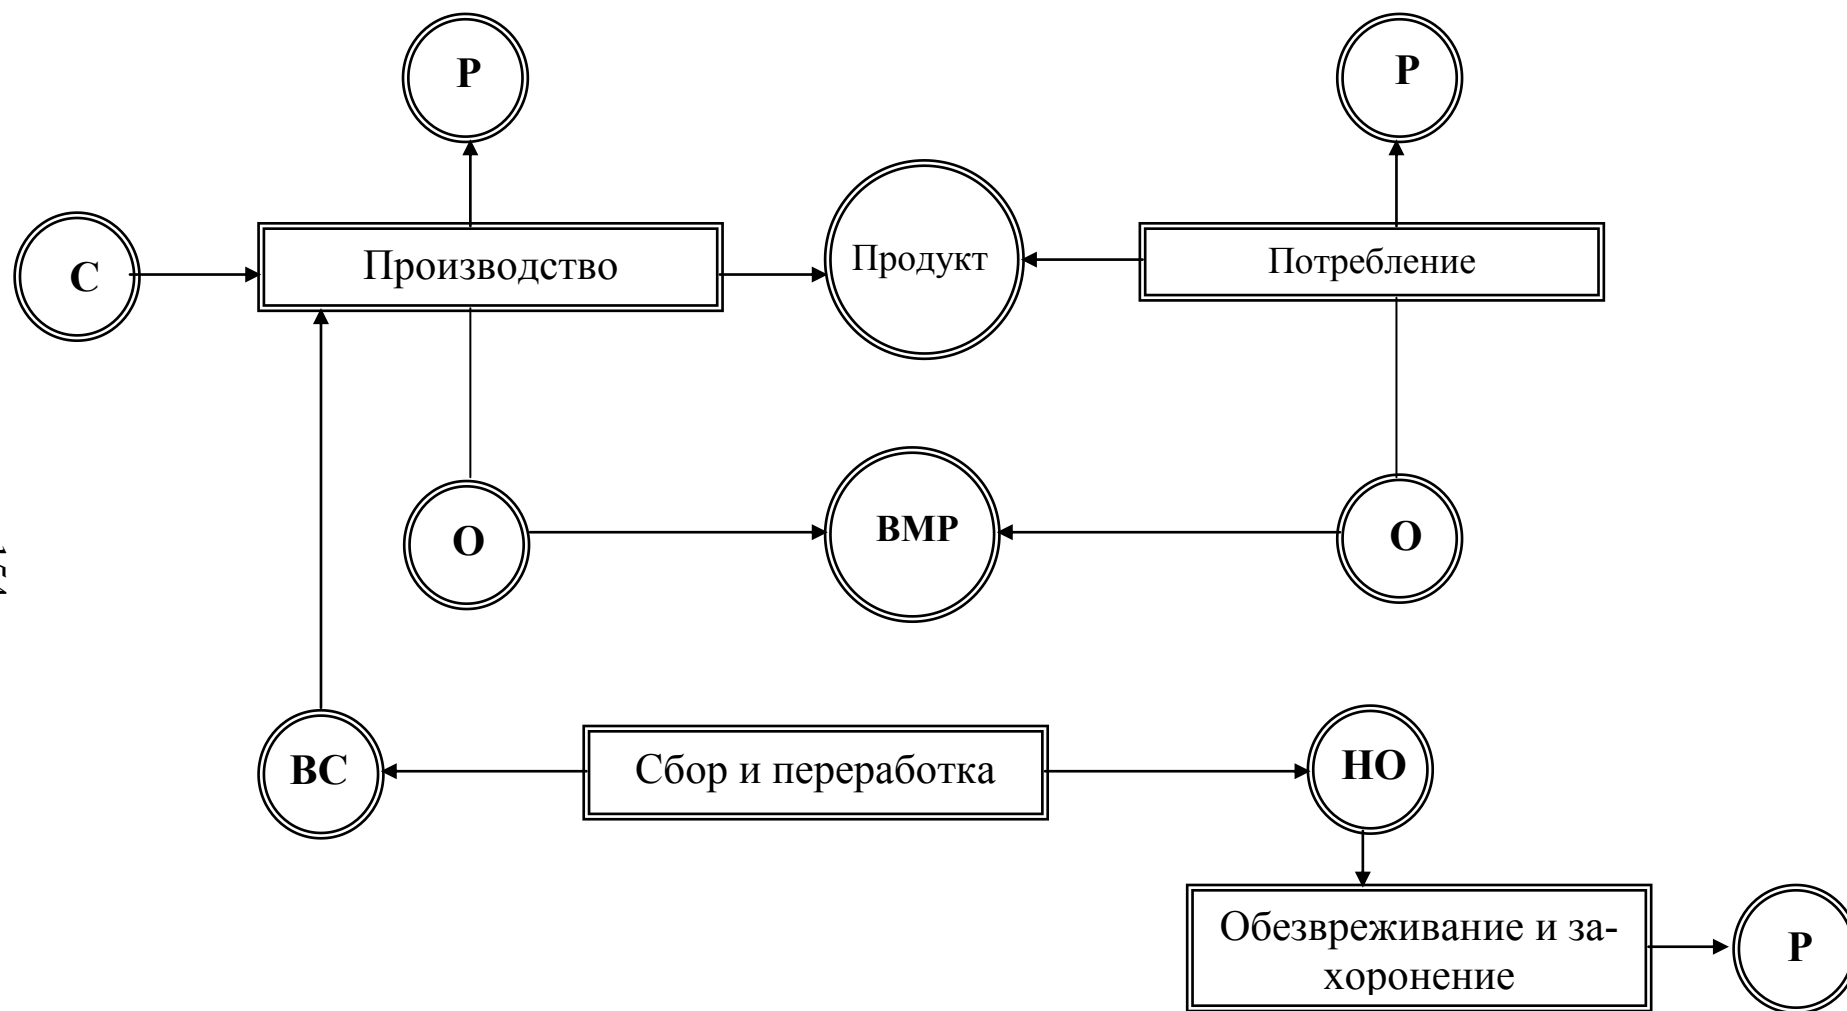 Р
Р
С
Производство
Продукт
Потребление
О
ВМР
О
ВС
Сбор и переработка
НО
Обезвреживание и за-
хоронение
Р